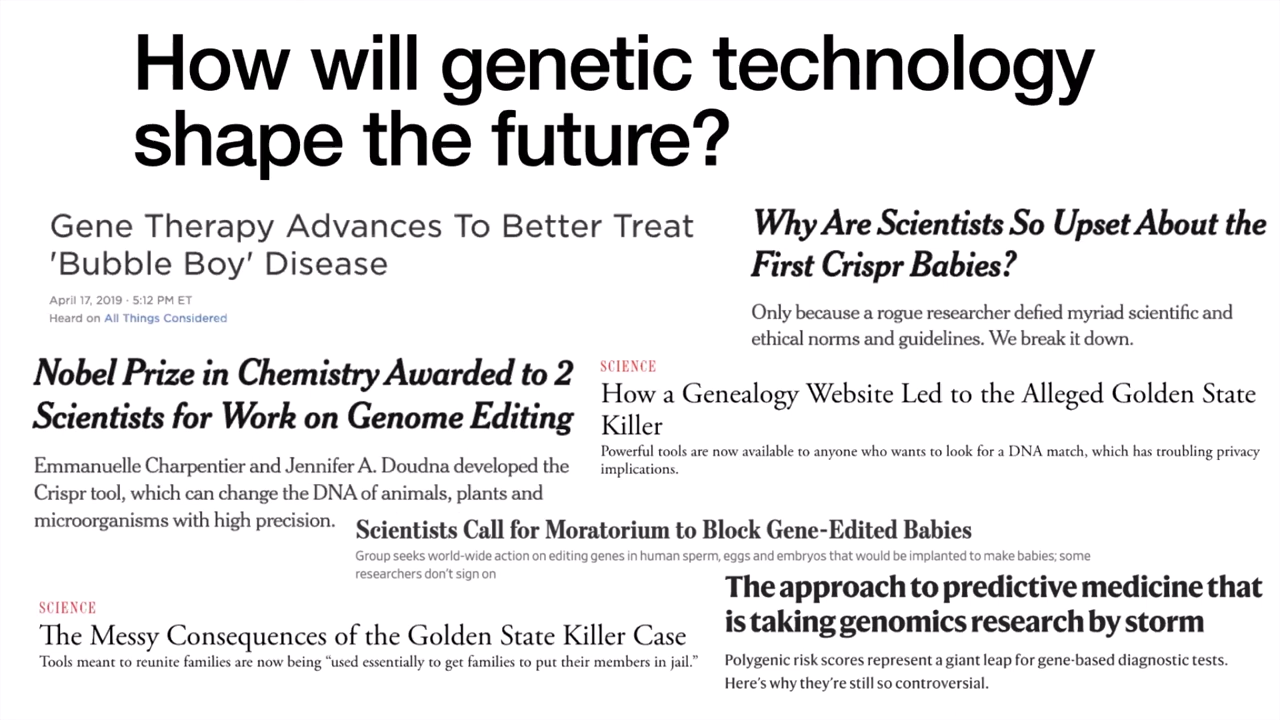 How will genetic technology
shape the future?
Gene Therapy Advances To Better Treat
'Bubble Boy' Disease
April 17, 2019 · 5:12 PM ET
Heard on All Things Considered
Why Are Scientists So Upset About the
First Crispr Babies?
Only because a rogue researcher defied myriad scientific and
ethical norms and guidelines. We break it down.
Nobel Prize in Chemistry Awarded to 2
Scientists for Work on Genome Editing
Emmanuelle Charpentier and Jennifer A. Doudna developed the
Crispr tool, which can change the DNA of animals, plants and
microorganisms with high precision.
SCIENCE
How a Genealogy Website Led to the Alleged Golden State
Killer
Powerful tools are now available to anyone who wants to look for a DNA match, which has troubling privacy
implications.
Scientists Call for Moratorium to Block Gene-Edited Babies
Group seeks world-wide action on editing genes in human sperm, eggs and embryos that would be implanted to make babies; some
researchers don't sign on
SCIENCE
The Messy Consequences of the Golden State Killer Case
Tools meant to reunite families are now being “used essentially to get families to put their members in jail.”
The approach to predictive medicine that
is taking genomics research by storm
Polygenic risk scores represent a giant leap for gene-based diagnostic tests.
Here's why they're still so controversial.